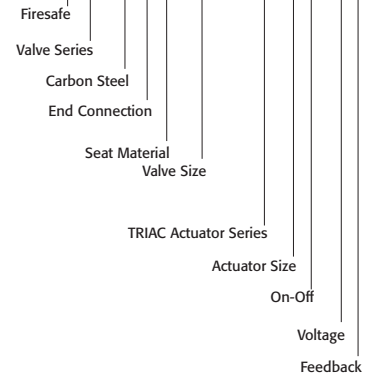 Firesafe
Valve Series
Carbon Steel
End Connection
Seat Material
Valve Size
TRIAC Actuator Series
Actuator Size
On-Off
Voltage
Feedback